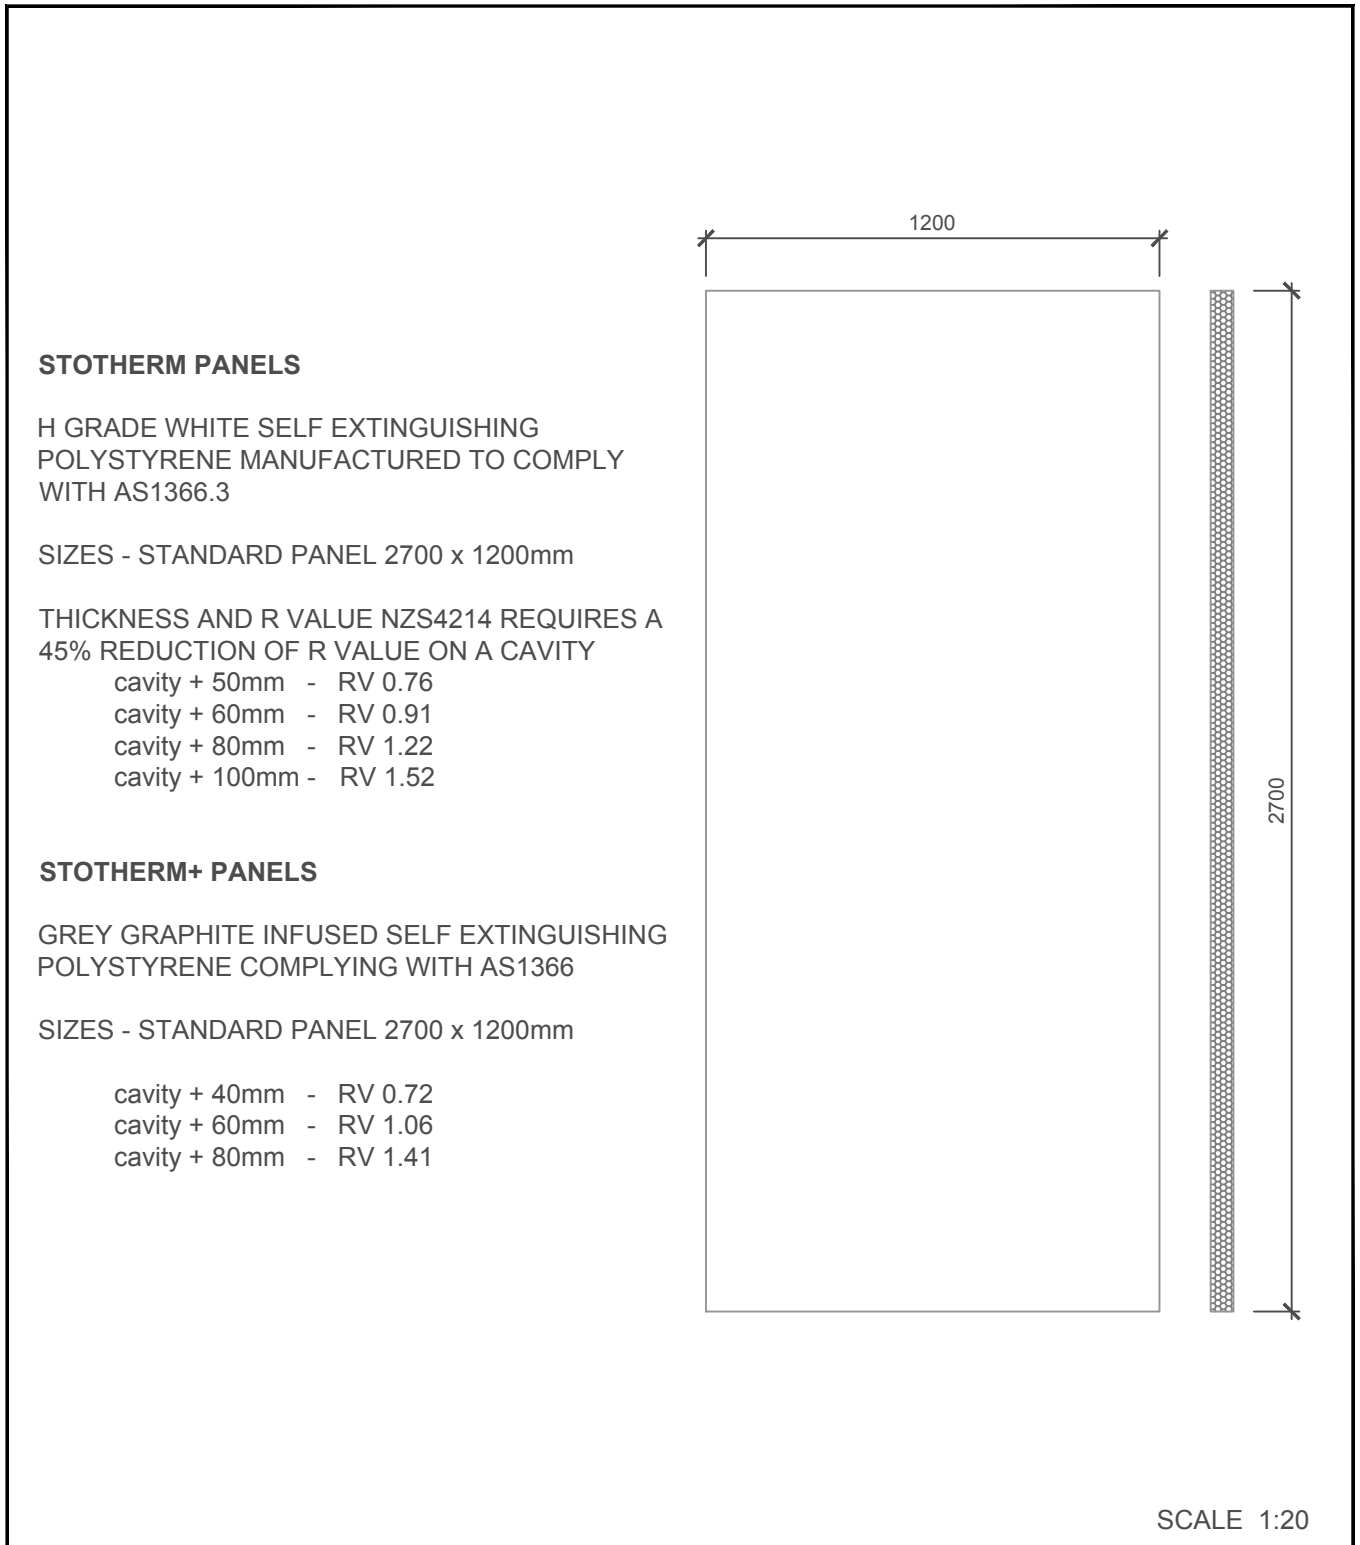 1200
STOTHERM PANELS
H GRADE WHITE SELF EXTINGUISHING
POLYSTYRENE MANUFACTURED TO COMPLY
WITH AS1366.3
SIZES - STANDARD PANEL 2700 x 1200mm
THICKNESS AND R VALUE NZS4214 REQUIRES A
45% REDUCTION OF R VALUE ON A CAVITY
cavity + 50mm - RV 0.76
cavity + 60mm - RV 0.91
cavity + 80mm - RV 1.22
cavity + 100mm - RV 1.52
2700
STOTHERM+ PANELS
GREY GRAPHITE INFUSED SELF EXTINGUISHING
POLYSTYRENE COMPLYING WITH AS1366
SIZES - STANDARD PANEL 2700 x 1200mm
cavity + 40mm - RV 0.72
cavity + 60mm - RV 1.06
cavity + 80mm - RV 1.41
SCALE 1:20